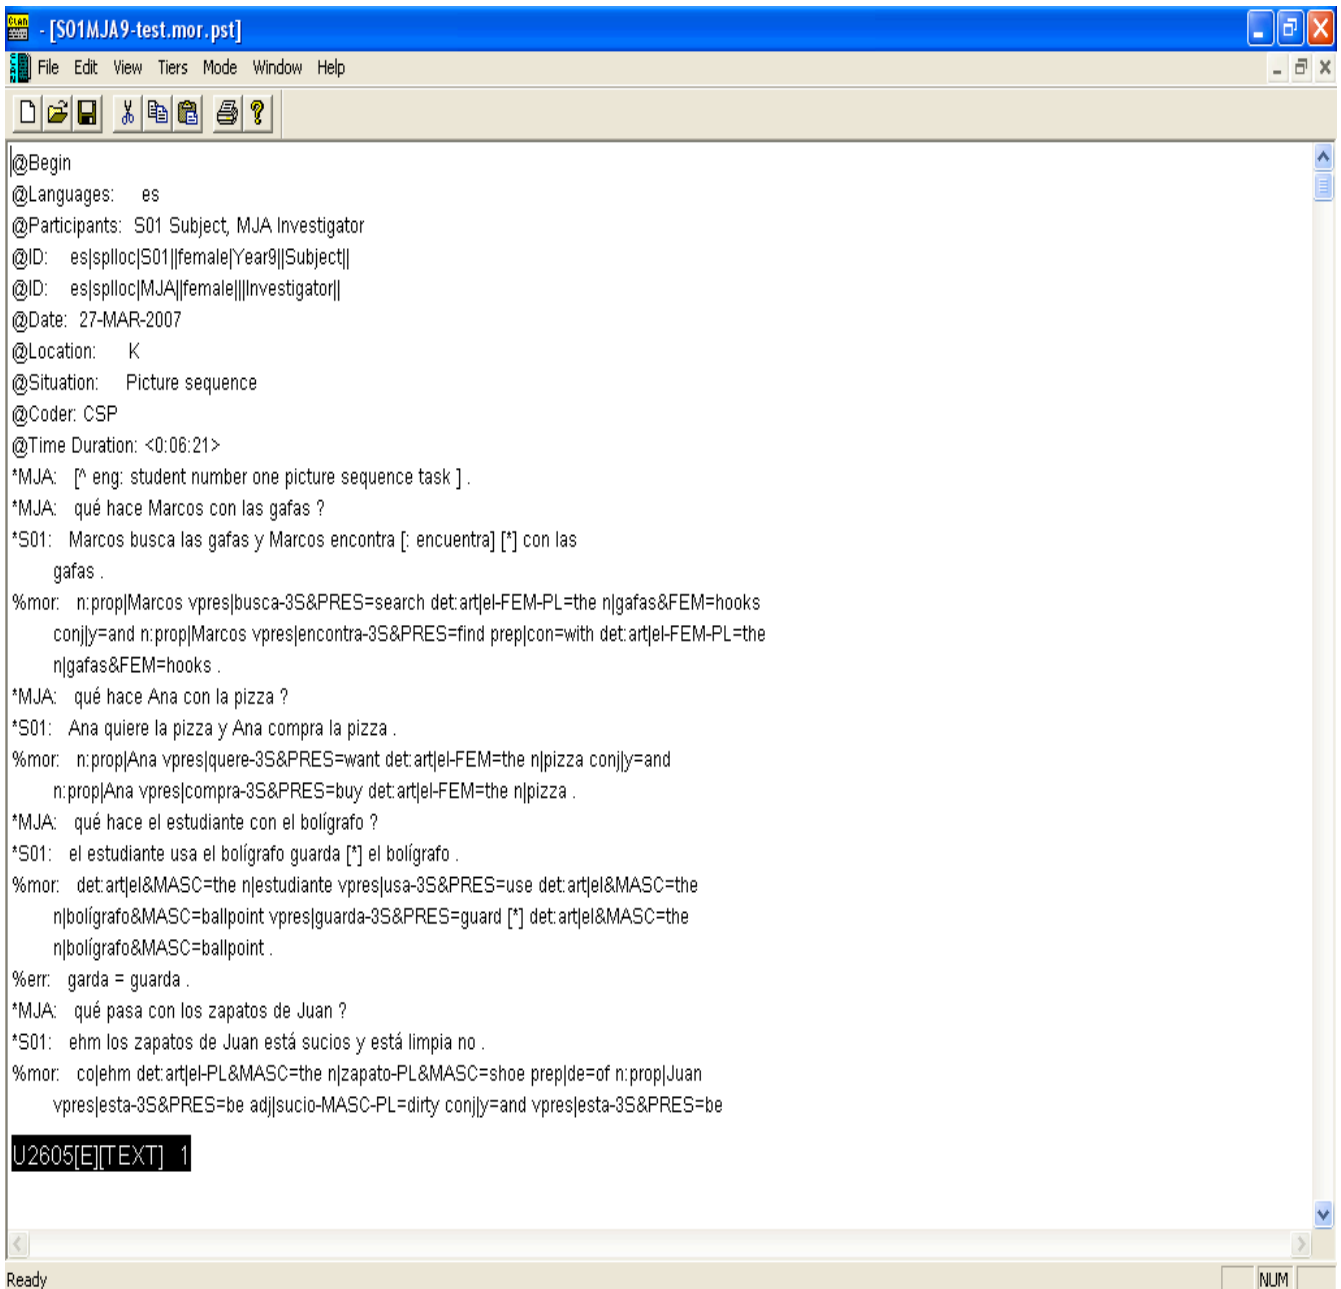 CLAN
- [S01MJA9-test.mor.pst]
File Edit View Tiers Mode Window Help
@Begin
@Languages: es
@Participants: S01 Subject, MJA Investigator
@ID: es|splloc|S01||female|Year9||Subject||
@ID: es|splloc|MJA||female|||Investigator||
@Date: 27-MAR-2007
@Location: K
@Situation: Picture sequence
@Coder: CSP
@Time Duration: <0:06:21>
*MJA: [^ eng: student number one picture sequence task ] .
*MJA: qué hace Marcos con las gafas ?
*S01: Marcos busca las gafas y Marcos encontra [: encuentra] [*] con las
gafas .
%mor: n:prop|Marcos vpres|busca-3S&PRES=search det:art|el-FEM-PL=the n|gafas&FEM=hooks
conj|y=and n:prop|Marcos vpres|encontra-3S&PRES=find prep|con=with det:art|el-FEM-PL=the
n|gafas&FEM=hooks .
*MJA: qué hace Ana con la pizza ?
*S01: Ana quiere la pizza y Ana compra la pizza .
%mor: n:prop|Ana vpres|quere-3S&PRES=want det:art|el-FEM=the n|pizza conj|y=and
n:prop|Ana vpres|compra-3S&PRES=buy det:art|el-FEM=the n|pizza .
*MJA: qué hace el estudiante con el bolígrafo ?
*S01: el estudiante usa el bolígrafo guarda [*] el bolígrafo .
%mor: det:art|el&MASC=the n|estudiante vpres|usa-3S&PRES=use det:art|el&MASC=the
n|bolígrafo&MASC=ballpoint vpres|guarda-3S&PRES=guard [*] det:art|el&MASC=the
n|bolígrafo&MASC=ballpoint .
%err: garda = guarda .
*MJA: qué pasa con los zapatos de Juan ?
*S01: ehm los zapatos de Juan está sucios y está limpia no .
%mor: co|ehm det:art|el-PL&MASC=the n|zapato-PL&MASC=shoe prep|de=of n:prop|Juan
vpres|esta-3S&PRES=be adj|sucio-MASC-PL=dirty conj|y=and vpres|esta-3S&PRES=be
U2605[E][TEXT] 1
Ready
NUM